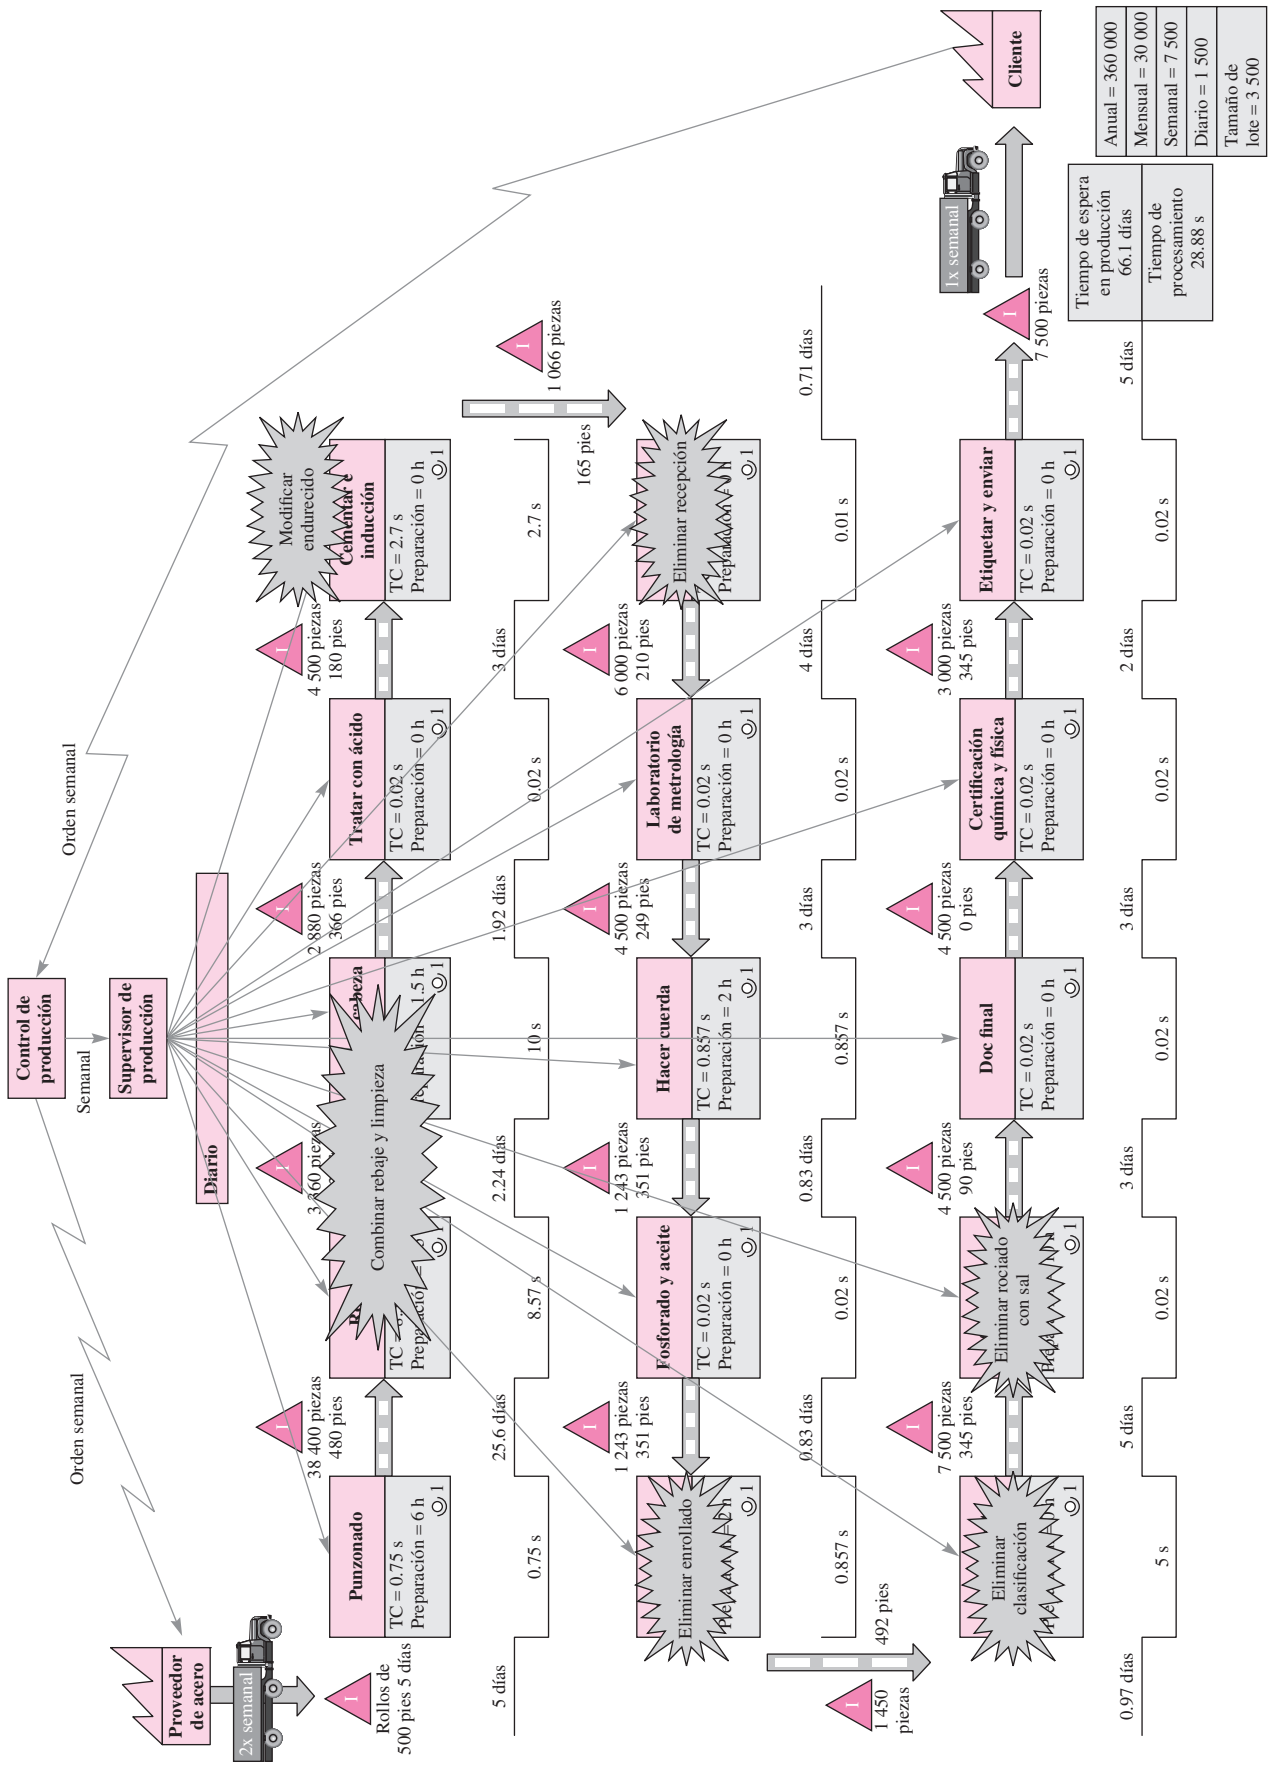 Control de
producción
Supervisor de
producción
Semanal
Orden semanal
Orden semanal
Diario
Proveedor
de acero
2x semanal
Rollos de
500 pies 5 días
Cliente
1x semanal
Punzonado
TC = 0.75 s
Preparación = 6 h
1
38 400 piezas
480 pies
Combinar rebaje y limpieza
1
cabeza
1.5 h
1
2 880 piezas
366 pies
Tratar con ácido
TC = 0.02 s
Preparación = 0 h
1
4 500 piezas
180 pies
Modificar
endurecido
Cementar e
inducción
TC = 2.7 s
Preparación = 0 h
1
I
1 066 piezas
165 pies
5 días
0.75 s
25.6 días
8.57 s
2.24 días
10 s
1.92 días
0.02 s
3 días
2.7 s
Eliminar enrollado
1
I
1 243 piezas
351 pies
Fosforado y aceite
TC = 0.02 s
Preparación = 0 h
1
I
1 243 piezas
351 pies
Hacer cuerda
TC = 0.857 s
Preparación = 2 h
1
I
4 500 piezas
249 pies
Laboratorio
de metrología
TC = 0.02 s
Preparación = 0 h
1
I
6 000 piezas
210 pies
Eliminar recepción
1
0.857 s
0.83 días
0.02 s
0.83 días
0.857 s
3 días
0.02 s
4 días
0.01 s
0.71 días
I
1 450
piezas
492 pies
Eliminar
clasificación
1
I
7 500 piezas
345 pies
Eliminar rociado
con sal
1
I
4 500 piezas
90 pies
Doc final
TC = 0.02 s
Preparación = 0 h
1
I
4 500 piezas
0 pies
Certificación
química y física
TC = 0.02 s
Preparación = 0 h
1
I
3 000 piezas
345 pies
Etiquetar y enviar
TC = 0.02 s
Preparación = 0 h
1
I
7 500 piezas
0.97 días
5 s
5 días
0.02 s
3 días
0.02 s
3 días
0.02 s
2 días
0.02 s
5 días
Tiempo de espera
en producción
66.1 días
Tiempo de
procesamiento
28.88 s
Anual = 360 000
Mensual = 30 000
Semanal = 7 500
Diario = 1 500
Tamaño de
lote = 3 500